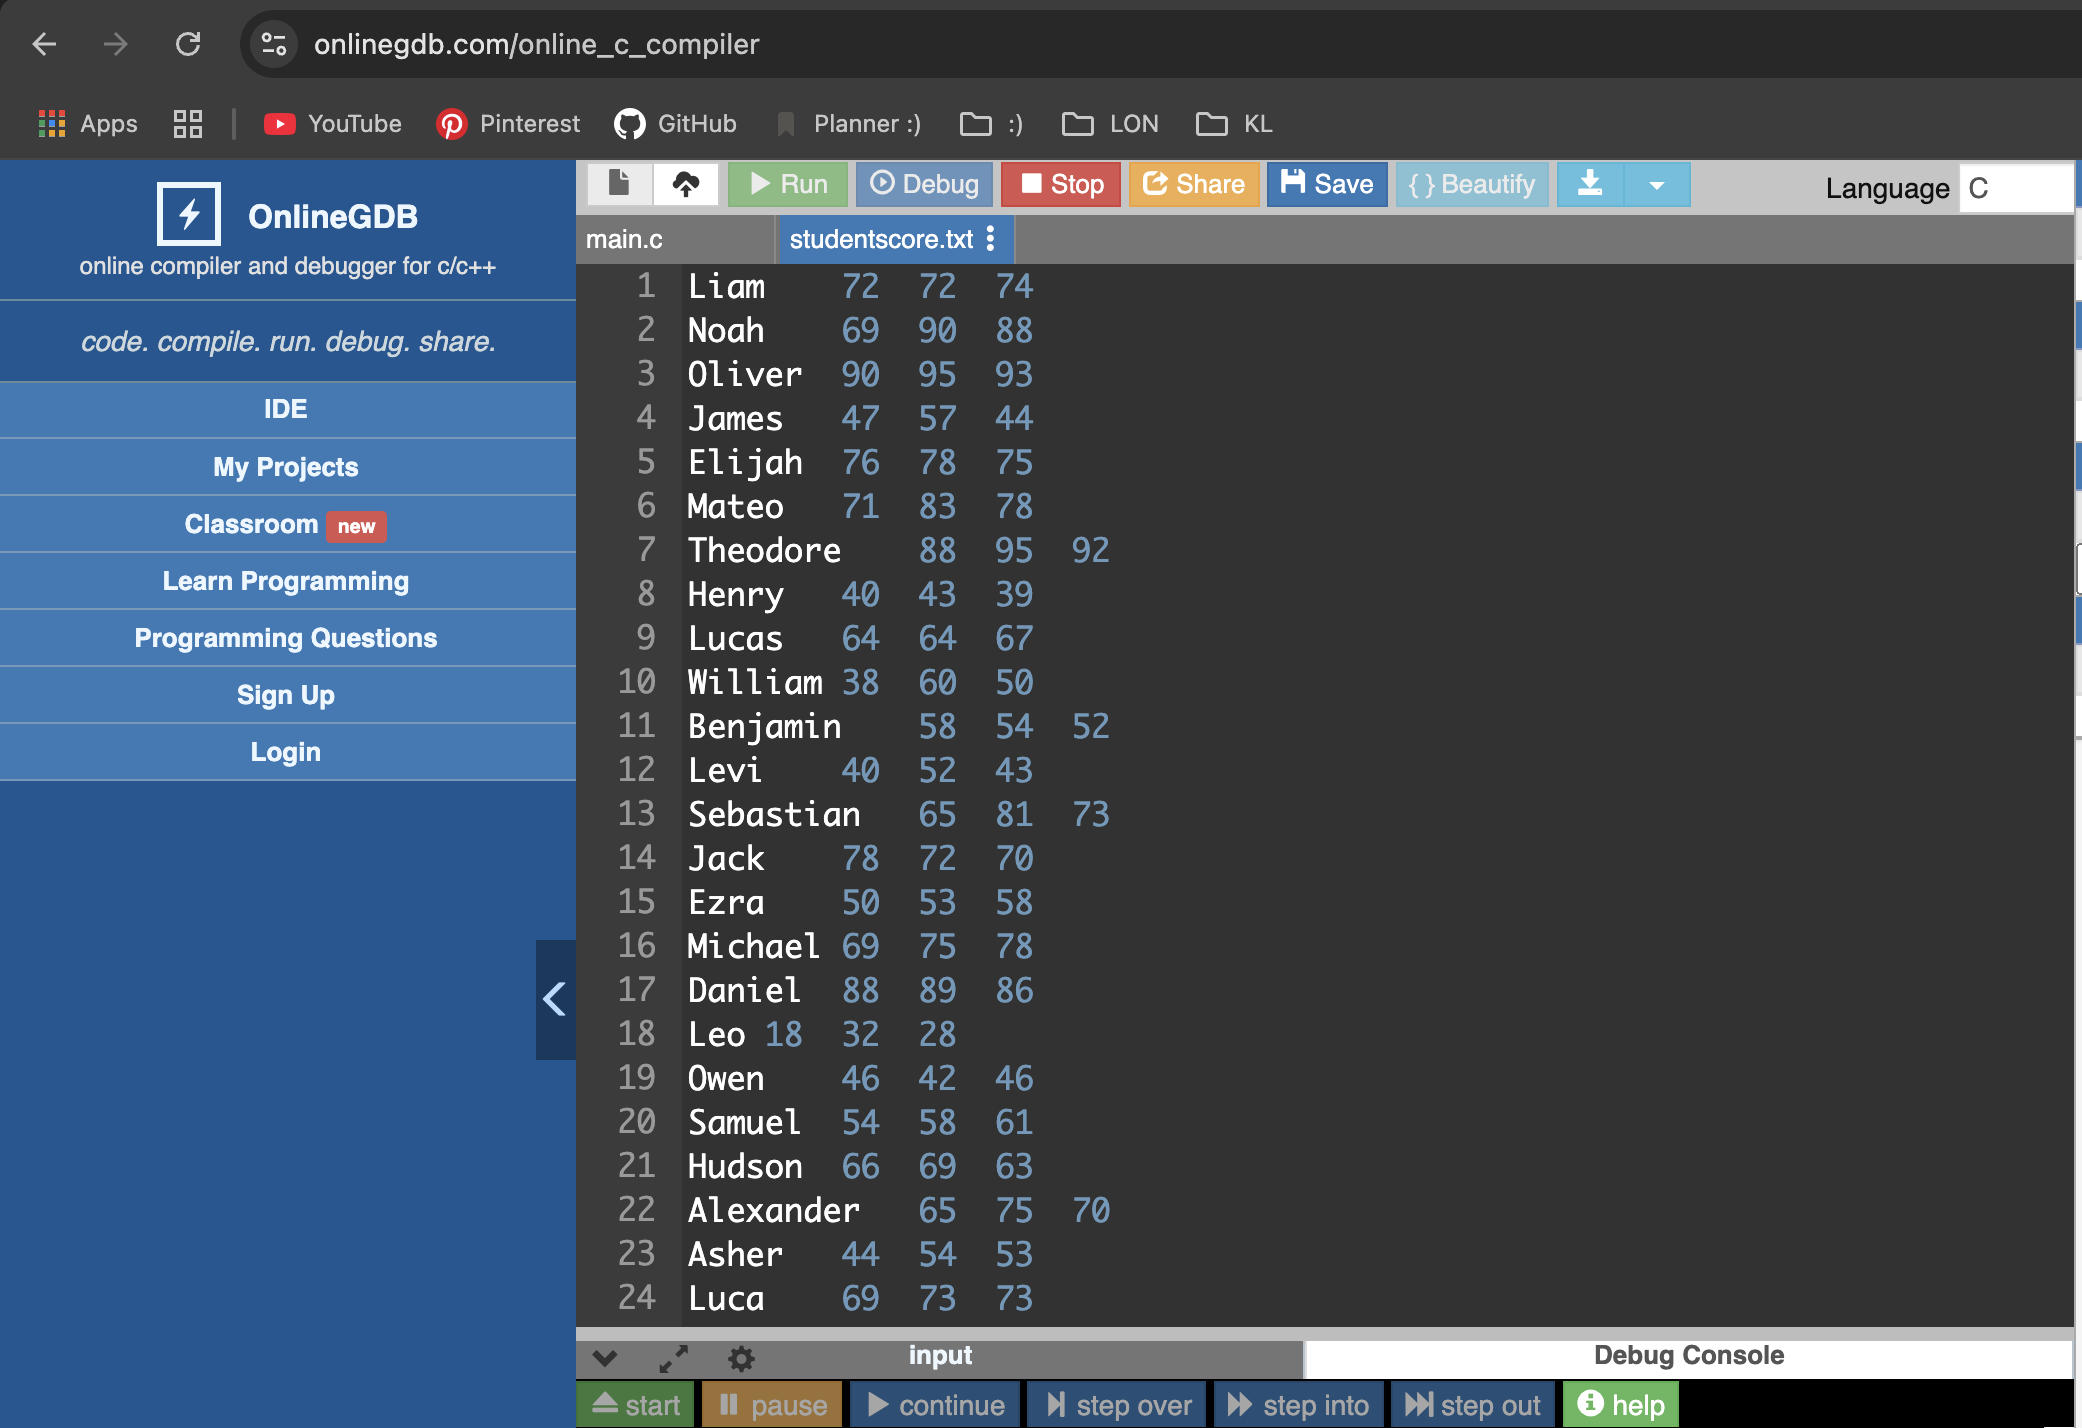 onlinegdb.com/online_c_compiler
Apps YouTube Pinterest GitHub Planner :) :) LON KL
OnlineGDB
online compiler and debugger for c/c++
code. compile. run. debug. share.
IDE
My Projects
Classroom new
Learn Programming
Programming Questions
Sign Up
Login
Run Debug Stop Share Save { } Beautify Language C
main.c studentscore.txt
1 Liam 72 72 74
2 Noah 69 90 88
3 Oliver 90 95 93
4 James 47 57 44
5 Elijah 76 78 75
6 Mateo 71 83 78
7 Theodore 88 95 92
8 Henry 40 43 39
9 Lucas 64 64 67
10 William 38 60 50
11 Benjamin 58 54 52
12 Levi 40 52 43
13 Sebastian 65 81 73
14 Jack 78 72 70
15 Ezra 50 53 58
16 Michael 69 75 78
17 Daniel 88 89 86
18 Leo 18 32 28
19 Owen 46 42 46
20 Samuel 54 58 61
21 Hudson 66 69 63
22 Alexander 65 75 70
23 Asher 44 54 53
24 Luca 69 73 73
input Debug Console
start pause continue step over step into step out help